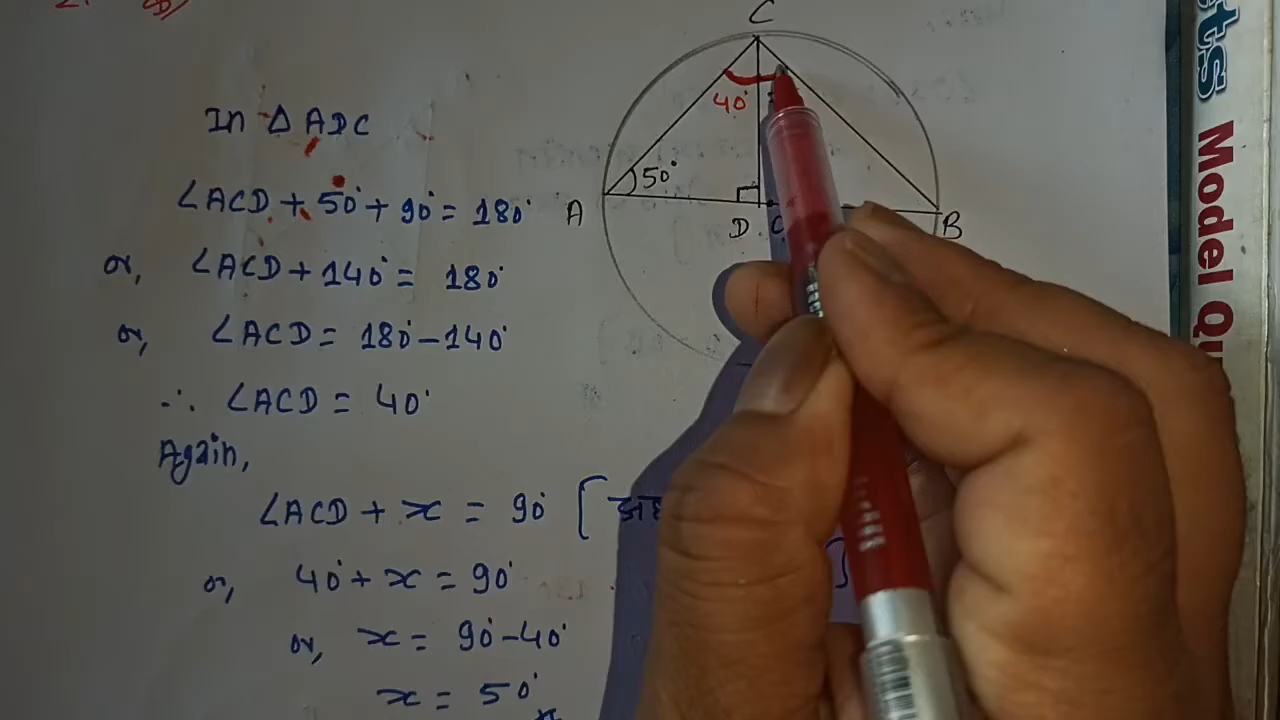 C
In Δ ADC
40°
50°
∠ACD + 50° + 90° = 180°
A
D
B
or, ∠ACD + 140° = 180°
or, ∠ACD = 180° - 140°
∴ ∠ACD = 40°
Again,
∠ACD + x = 90° [
or, 40° + x = 90°
or, x = 90° - 40°
x = 50°
Model